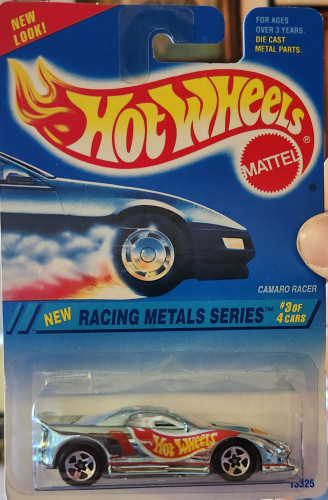 NEW
LOOK!
FOR AGES
OVER 3 YEARS.
DIE CAST
METAL PARTS.
HOT WHEELS®
MATTEL®
CAMARO RACER
NEW RACING METALS SERIES™ #3 OF
4 CARS
HOT WHEELS
13325